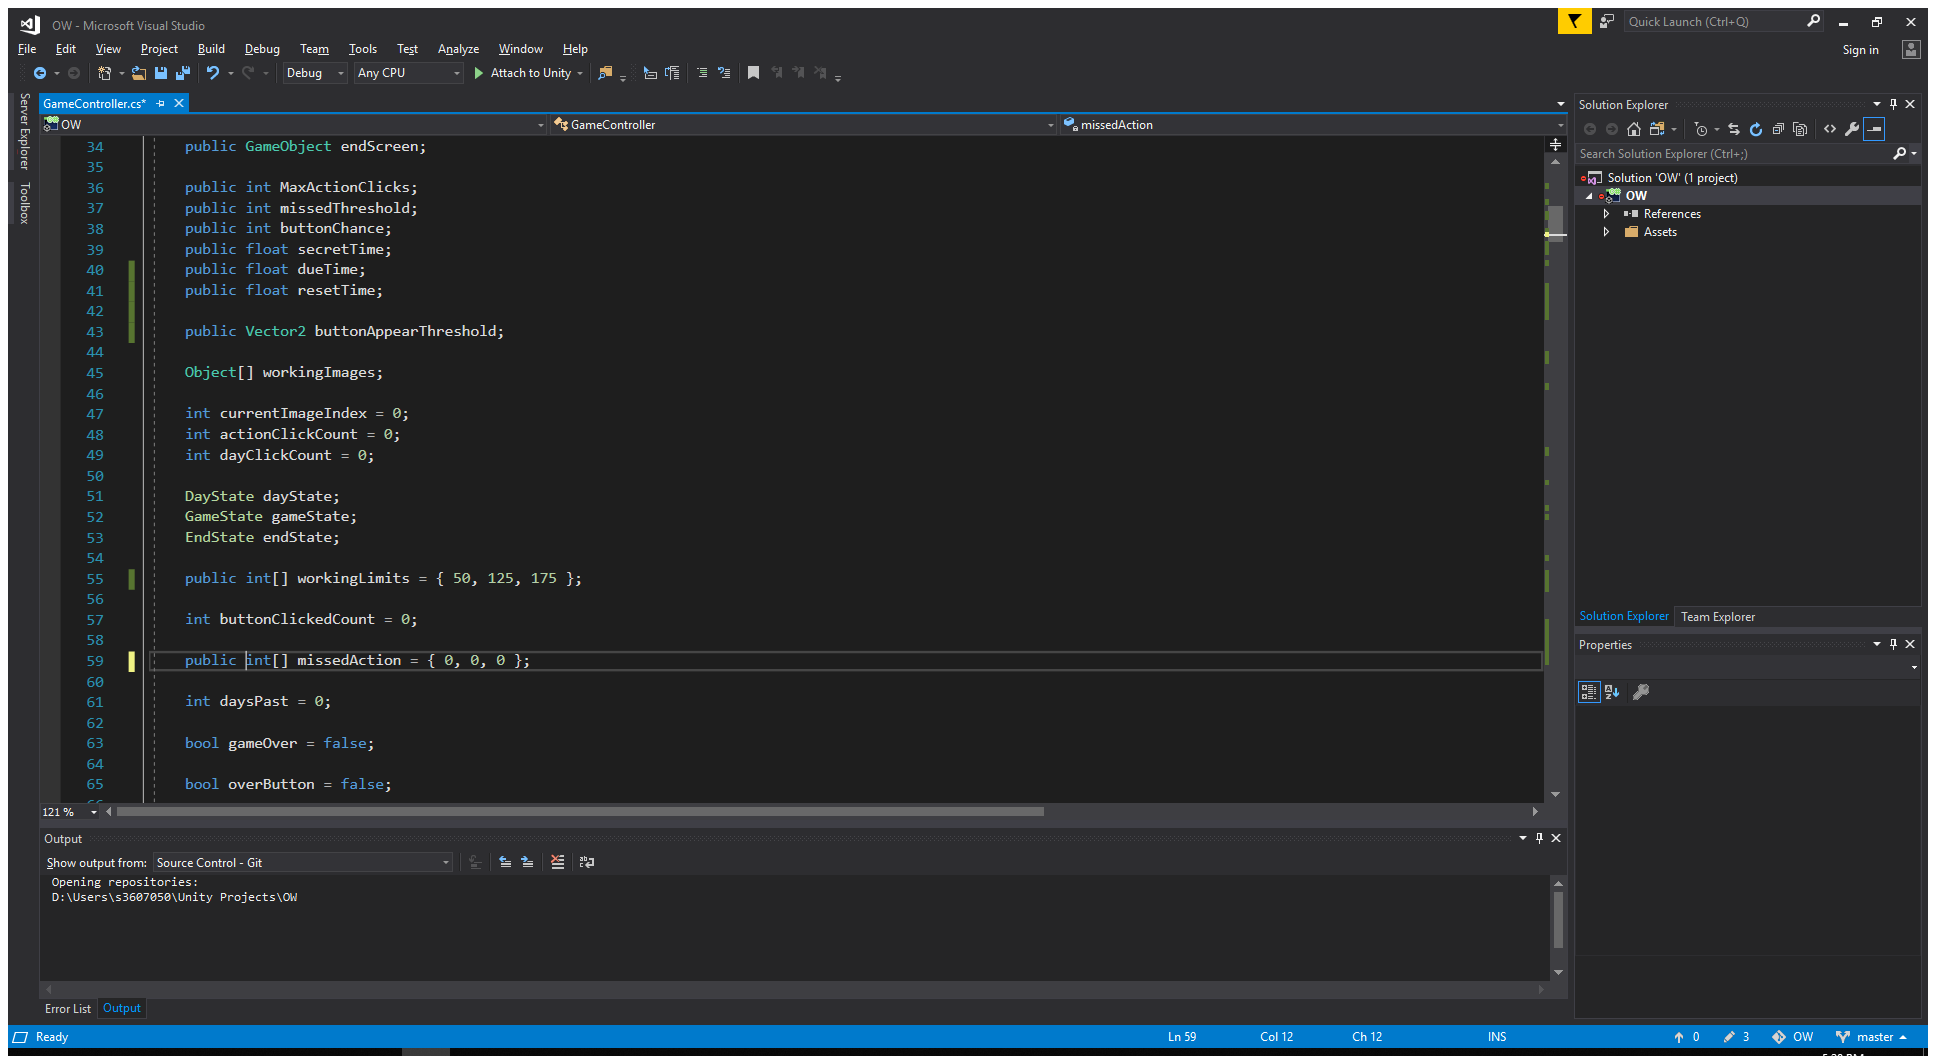 OW - Microsoft Visual Studio
Quick Launch (Ctrl+Q)
File Edit View Project Build Debug Team Tools Test Analyze Window Help
Sign in
Debug Any CPU Attach to Unity
Server Explorer
Toolbox
GameController.cs*
OW GameController missedAction
34 public GameObject endScreen;
35
36 public int MaxActionClicks;
37 public int missedThreshold;
38 public int buttonChance;
39 public float secretTime;
40 public float dueTime;
41 public float resetTime;
42
43 public Vector2 buttonAppearThreshold;
44
45 Object[] workingImages;
46
47 int currentImageIndex = 0;
48 int actionClickCount = 0;
49 int dayClickCount = 0;
50
51 DayState dayState;
52 GameState gameState;
53 EndState endState;
54
55 public int[] workingLimits = { 50, 125, 175 };
56
57 int buttonClickedCount = 0;
58
59 public int[] missedAction = { 0, 0, 0 };
60
61 int daysPast = 0;
62
63 bool gameOver = false;
64
65 bool overButton = false;
121 %
Output
Show output from: Source Control - Git
Opening repositories:
D:\Users\s3607050\Unity Projects\OW
Error List Output
Solution Explorer
Search Solution Explorer (Ctrl+;)
Solution 'OW' (1 project)
OW
References
Assets
Solution Explorer Team Explorer
Properties
Ready Ln 59 Col 12 Ch 12 INS 0 3 OW master